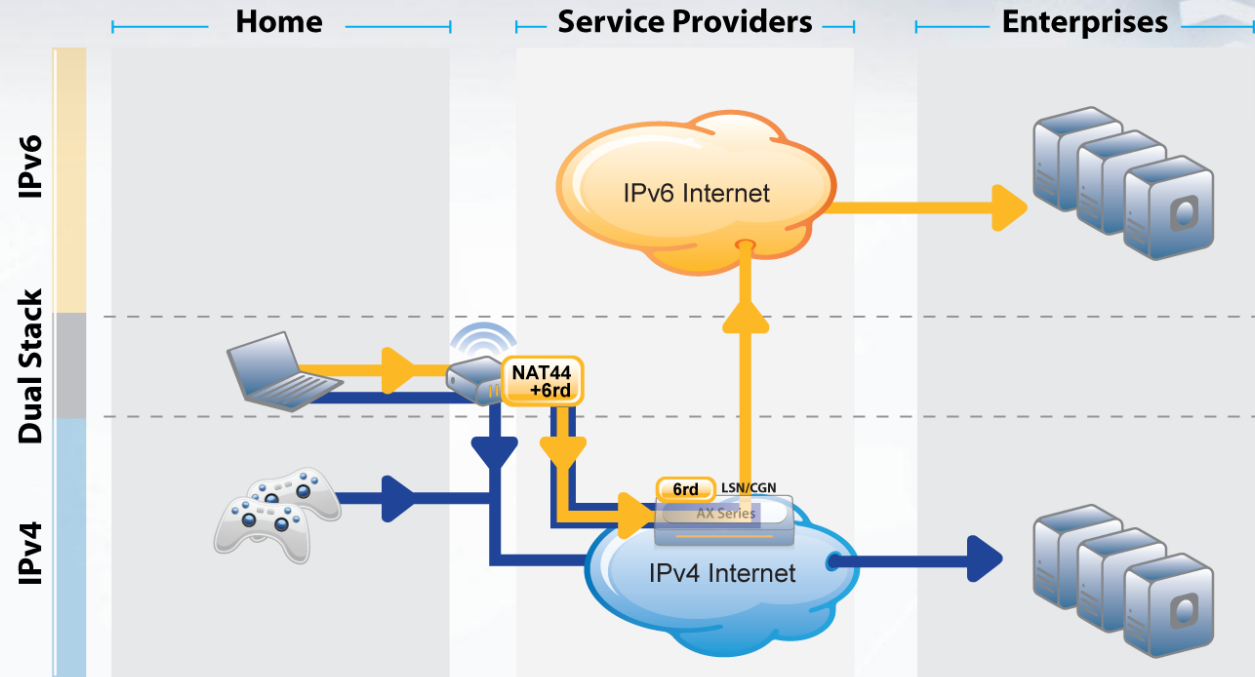 Home
Service Providers
Enterprises
IPv6
Dual Stack
IPv4
IPv6 Internet
NAT44
+6rd
6rd
LSN/CGN
AX Series
IPv4 Internet